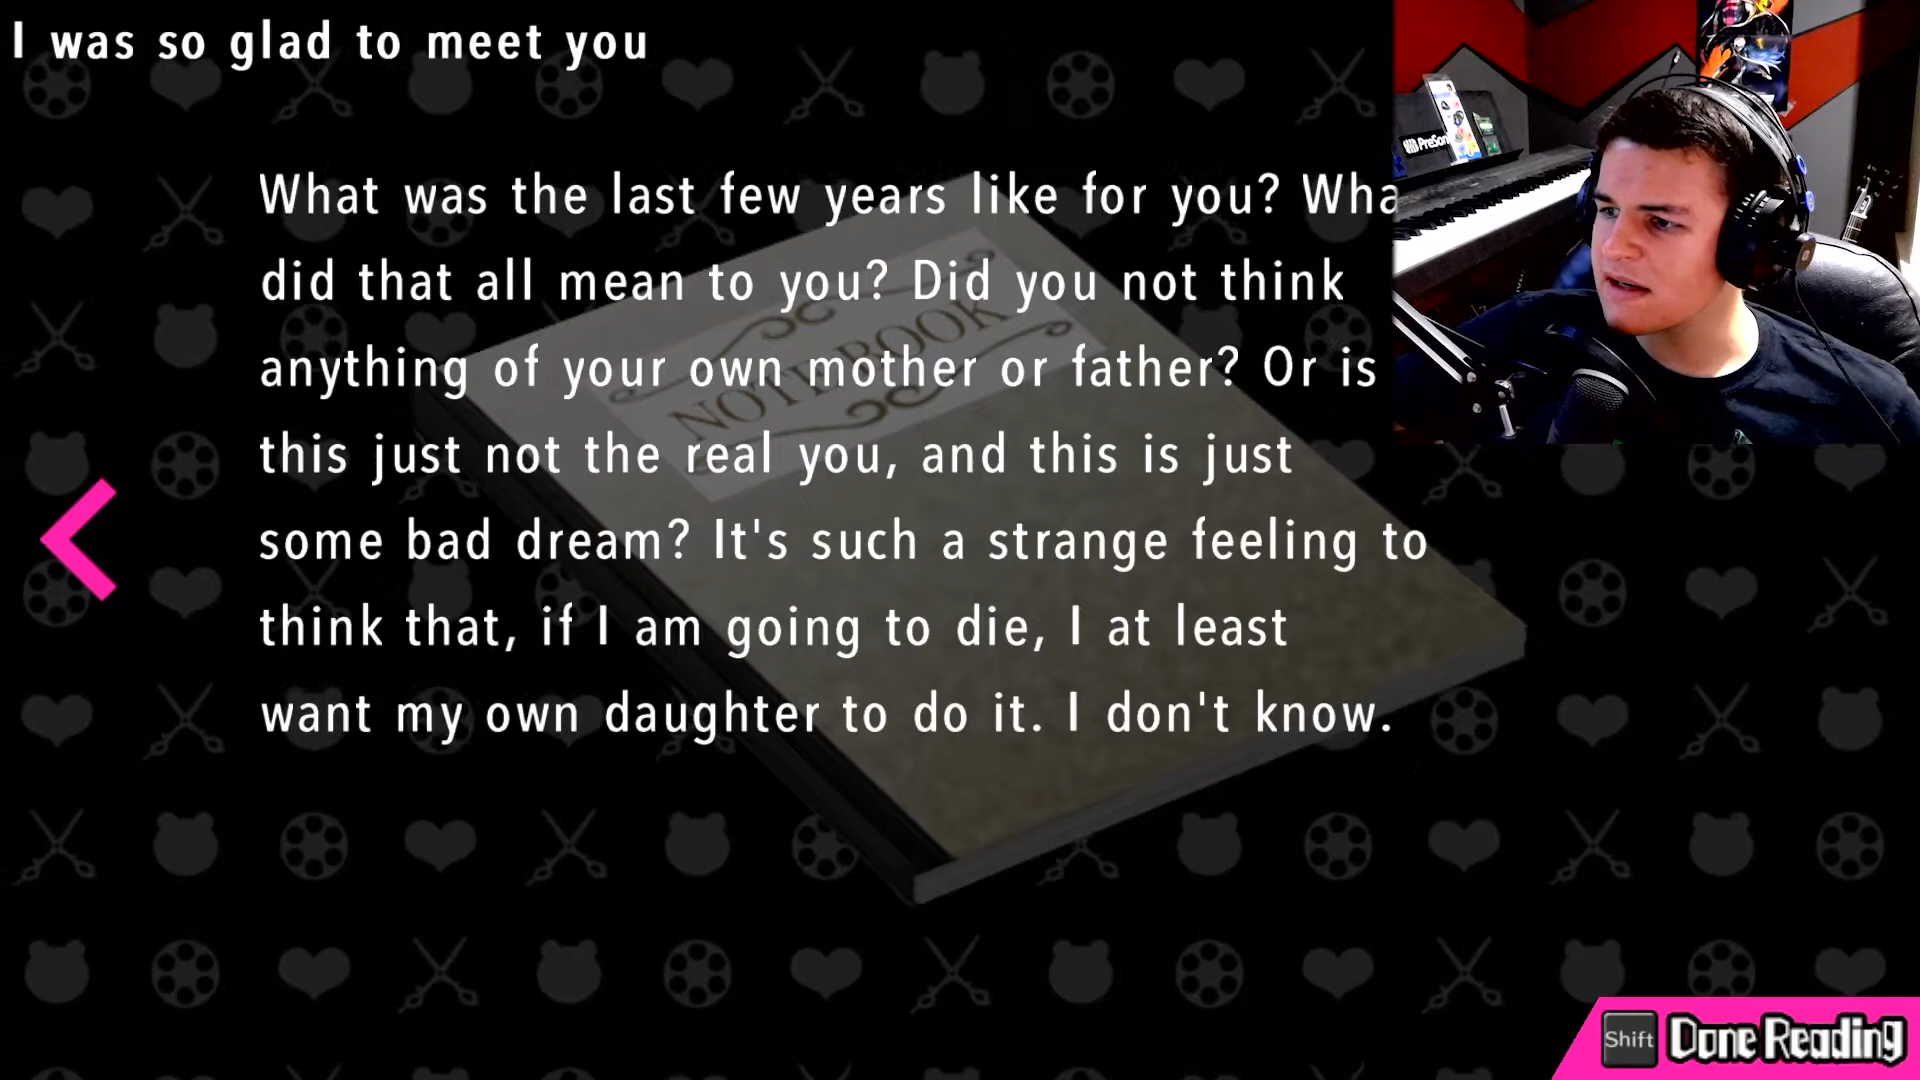 I was so glad to meet you
What was the last few years like for you? Wha
did that all mean to you? Did you not think
anything of your own mother or father? Or is
this just not the real you, and this is just
some bad dream? It's such a strange feeling to
think that, if I am going to die, I at least
want my own daughter to do it. I don't know.
NOTEBOOK
PreSon
Shift Done Reading